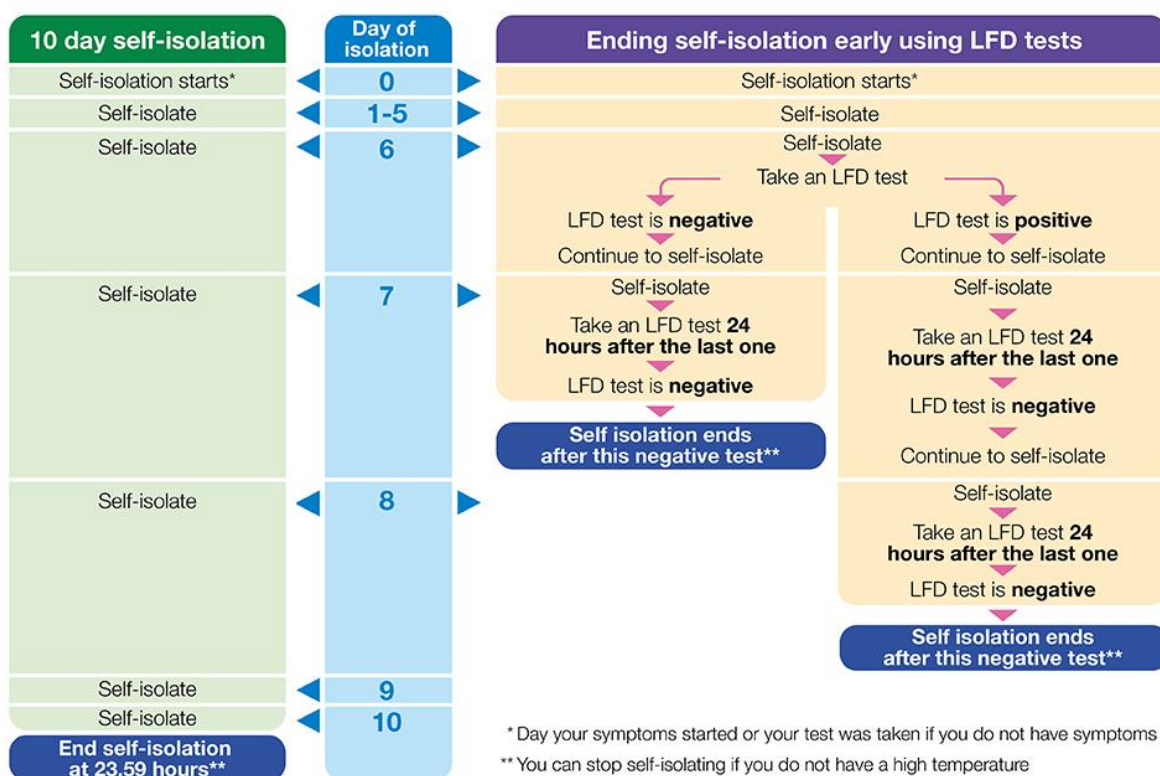 10 day self-isolation
Day of
isolation
Ending self-isolation early using LFD tests
Self-isolation starts*
0
Self-isolation starts*
Self-isolate
1-5
Self-isolate
Self-isolate
6
Self-isolate
Take an LFD test
LFD test is negative
LFD test is positive
Continue to self-isolate
Continue to self-isolate
Self-isolate
7
Self-isolate
Take an LFD test 24
hours after the last one
LFD test is negative
Self isolation ends
after this negative test**
Self-isolate
Take an LFD test 24
hours after the last one
LFD test is negative
Continue to self-isolate
Self-isolate
8
Self-isolate
Take an LFD test 24
hours after the last one
LFD test is negative
Self isolation ends
after this negative test**
Self-isolate
9
Self-isolate
10
End self-isolation
at 23.59 hours**
* Day your symptoms started or your test was taken if you do not have symptoms
** You can stop self-isolating if you do not have a high temperature